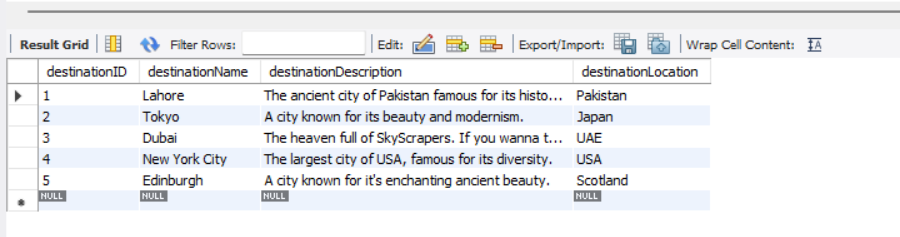 Result Grid Filter Rows: Edit: Export/Import: Wrap Cell Content: IA
destinationID destinationName destinationDescription destinationLocation
1 Lahore The ancient city of Pakistan famous for its histo... Pakistan
2 Tokyo A city known for its beauty and modernism. Japan
3 Dubai The heaven full of SkyScrapers. If you wanna t... UAE
4 New York City The largest city of USA, famous for its diversity. USA
5 Edinburgh A city known for it's enchanting ancient beauty. Scotland
NULL NULL NULL NULL